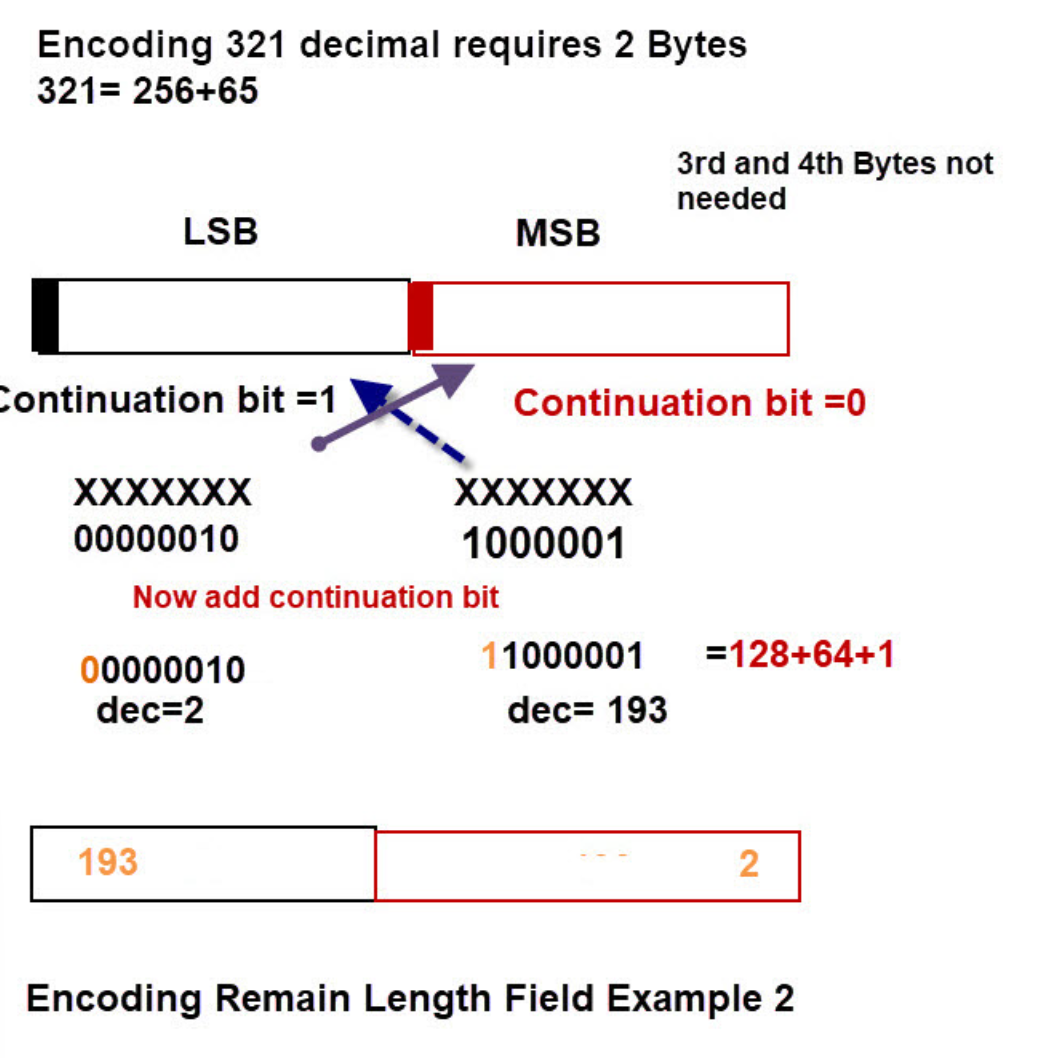 Encoding 321 decimal requires 2 Bytes
321= 256+65
3rd and 4th Bytes not
needed
LSB
MSB
Continuation bit =1
Continuation bit =0
XXXXXXX
XXXXXXX
00000010
1000001
Now add continuation bit
00000010
11000001
=128+64+1
dec=2
dec= 193
193
2
Encoding Remain Length Field Example 2